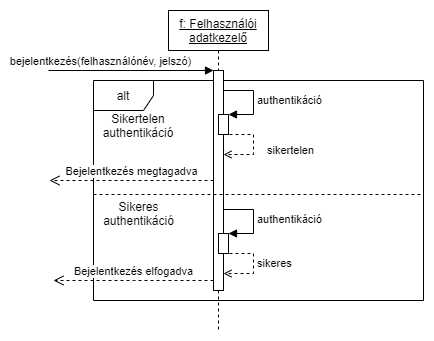 f: Felhasználói
adatkezelő
bejelentkezés(felhasználónév, jelszó)
alt
authentikáció
Sikertelen
authentikáció
sikertelen
Bejelentkezés megtagadva
Sikeres
authentikáció
authentikáció
sikeres
Bejelentkezés elfogadva